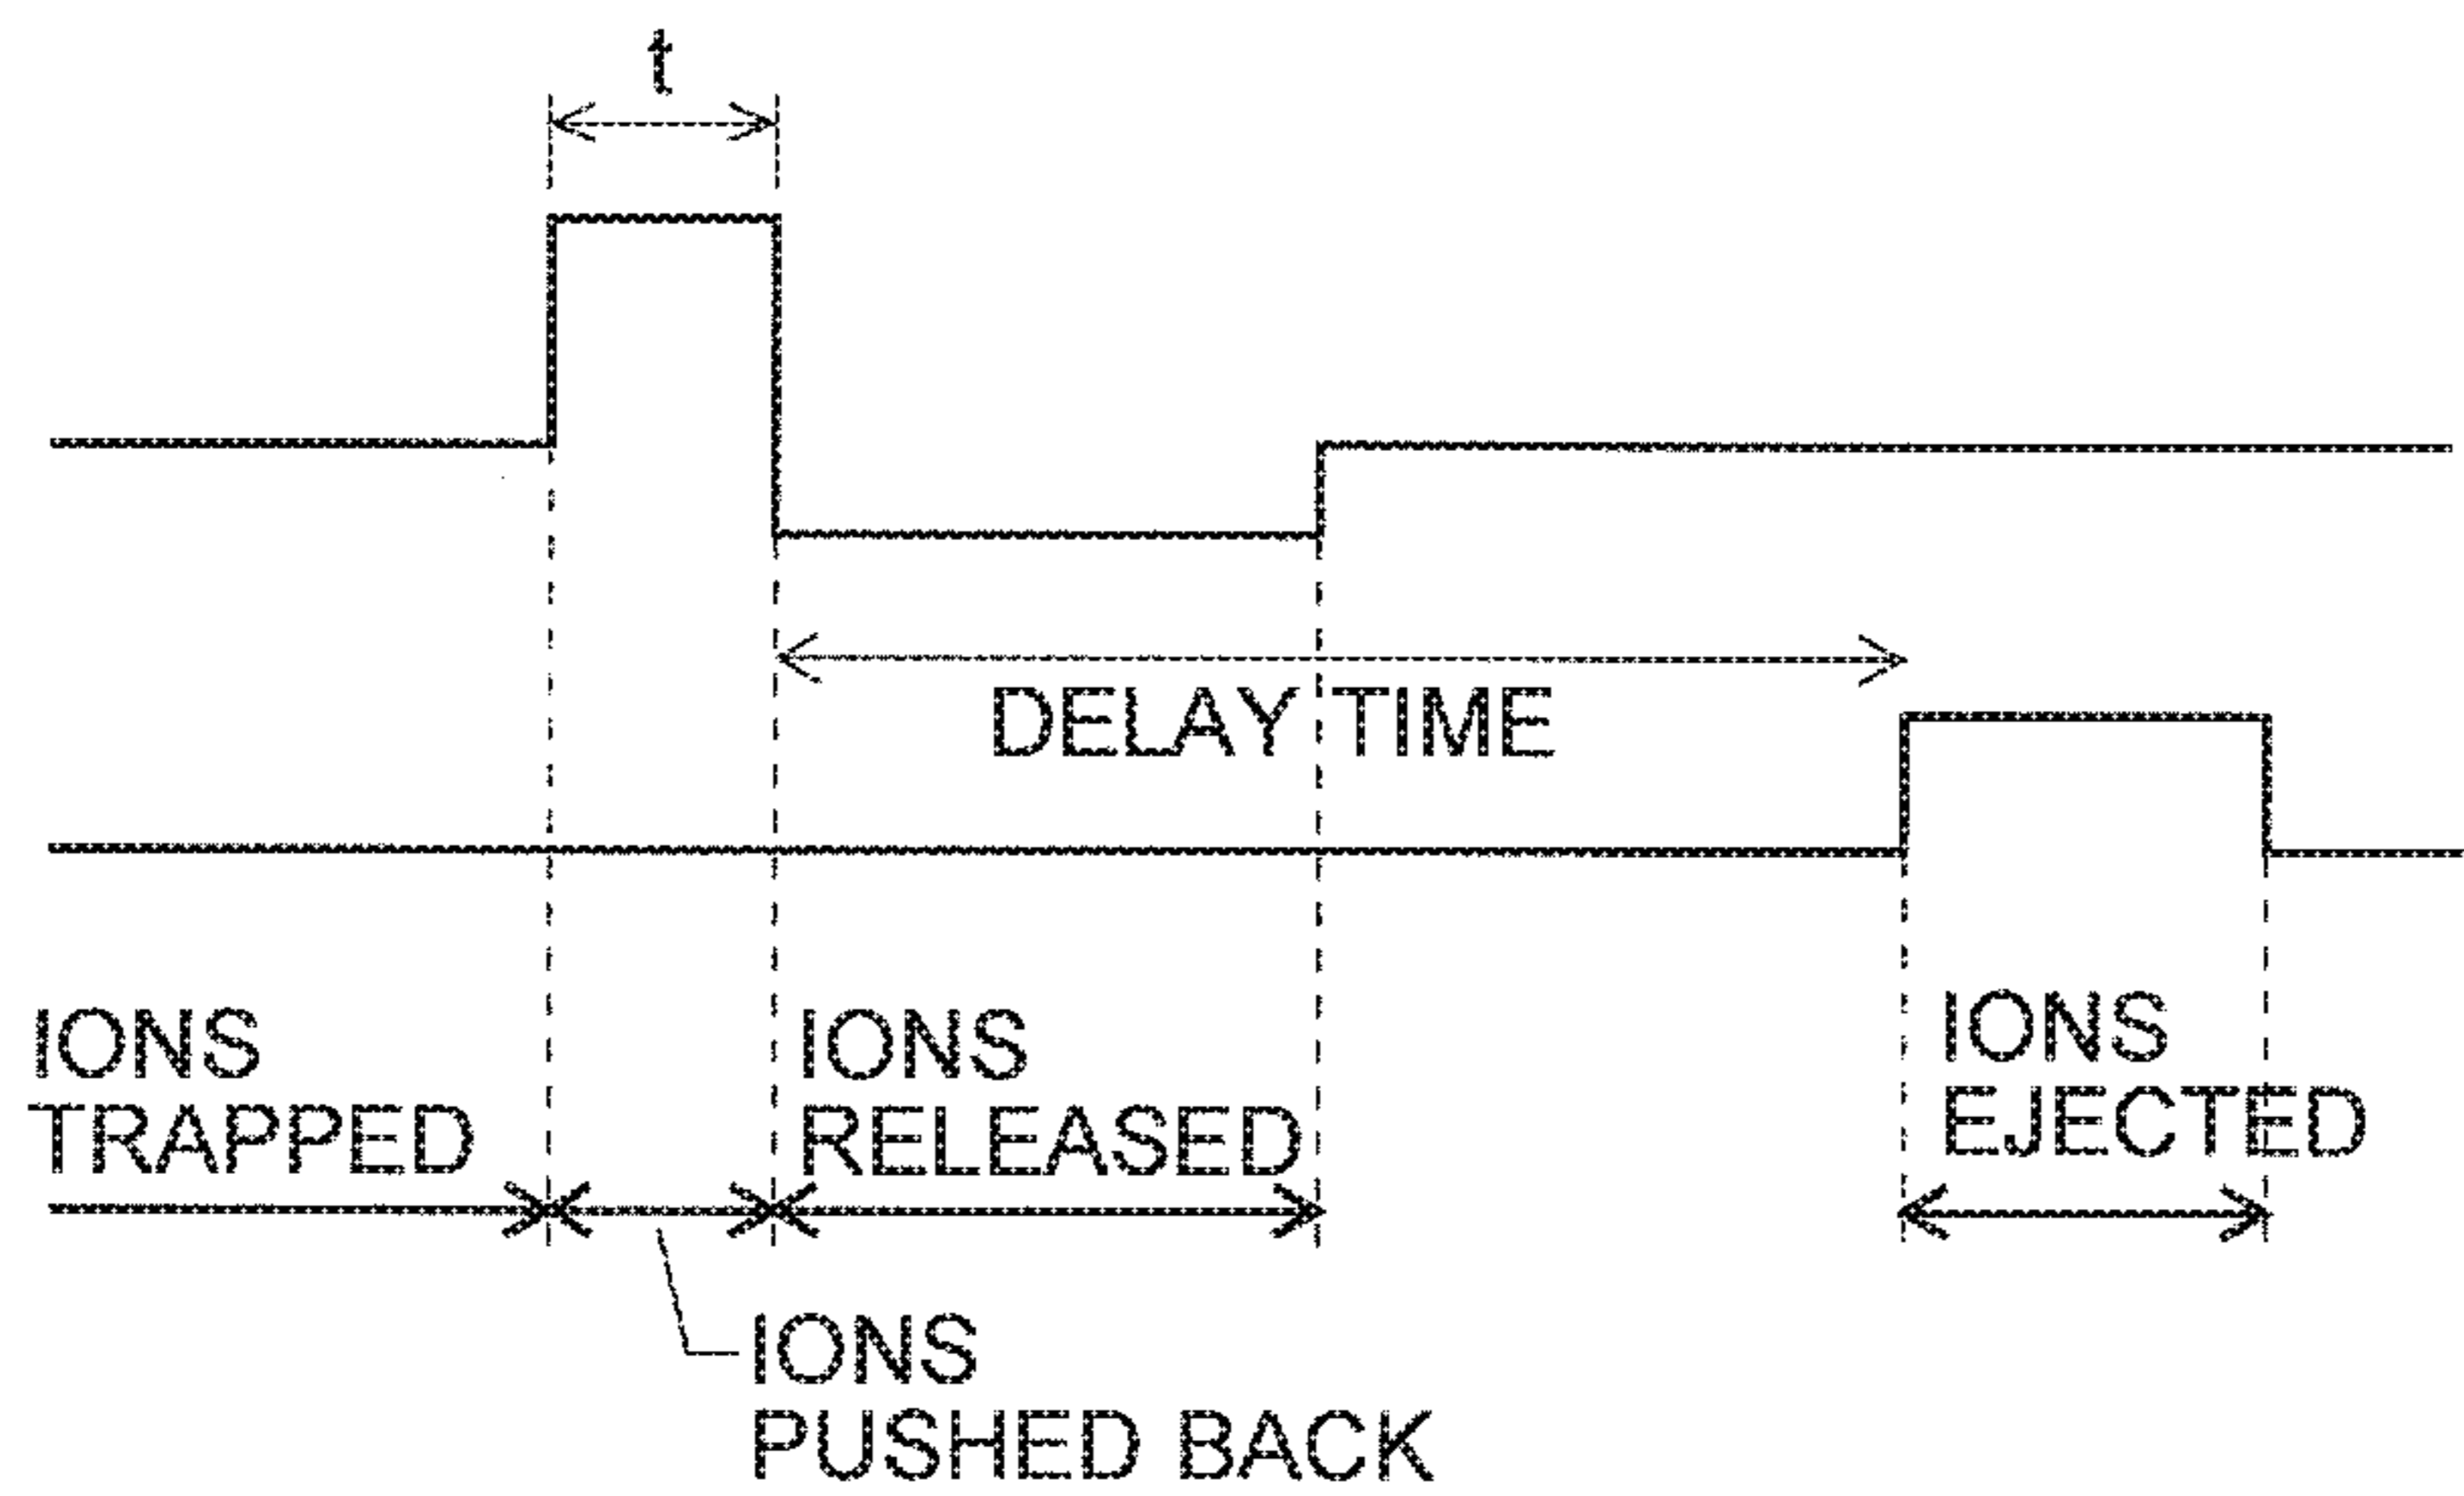 t
DELAY TIME
IONS
TRAPPED
IONS
RELEASED
IONS
EJECTED
IONS
PUSHED BACK